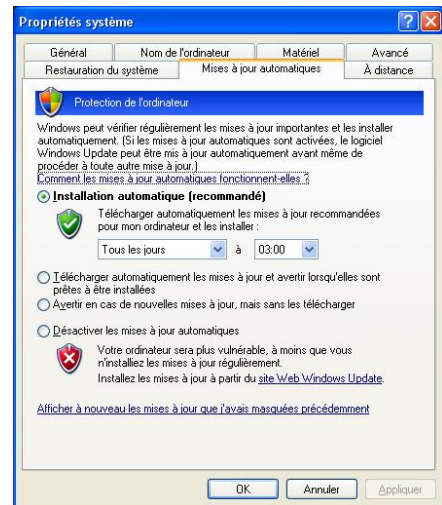 Propriétés système
Général Nom de l'ordinateur Matériel Avancé
Restauration du système Mises à jour automatiques À distance
Protection de l'ordinateur
Windows peut vérifier régulièrement les mises à jour importantes et les installer
automatiquement. (Si les mises à jour automatiques sont activées, le logiciel
Windows Update peut être mis à jour automatiquement avant même de
procéder à toute autre mise à jour.)
Comment les mises à jour automatiques fonctionnent-elles ?
Installation automatique (recommandé)
Télécharger automatiquement les mises à jour recommandées
pour mon ordinateur et les installer :
Tous les jours à 03:00
Télécharger automatiquement les mises à jour et avertir lorsqu'elles sont
prêtes à être installées
Avertir en cas de nouvelles mises à jour, mais sans les télécharger
Désactiver les mises à jour automatiques
Votre ordinateur sera plus vulnérable, à moins que vous
n'installiez les mises à jour régulièrement.
Installez les mises à jour à partir du site Web Windows Update.
Afficher à nouveau les mises à jour que j'avais masquées précédemment
OK Annuler Appliquer